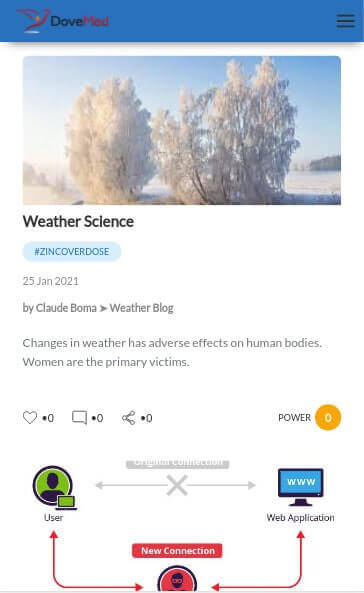 DoveMed
Weather Science
#ZINCOVERDOSE
25 Jan 2021
by Claude Boma ➤ Weather Blog
Changes in weather has adverse effects on human bodies.
Women are the primary victims.
•0 •0 •0 POWER 0
Original Connection
WWW
User Web Application
New Connection